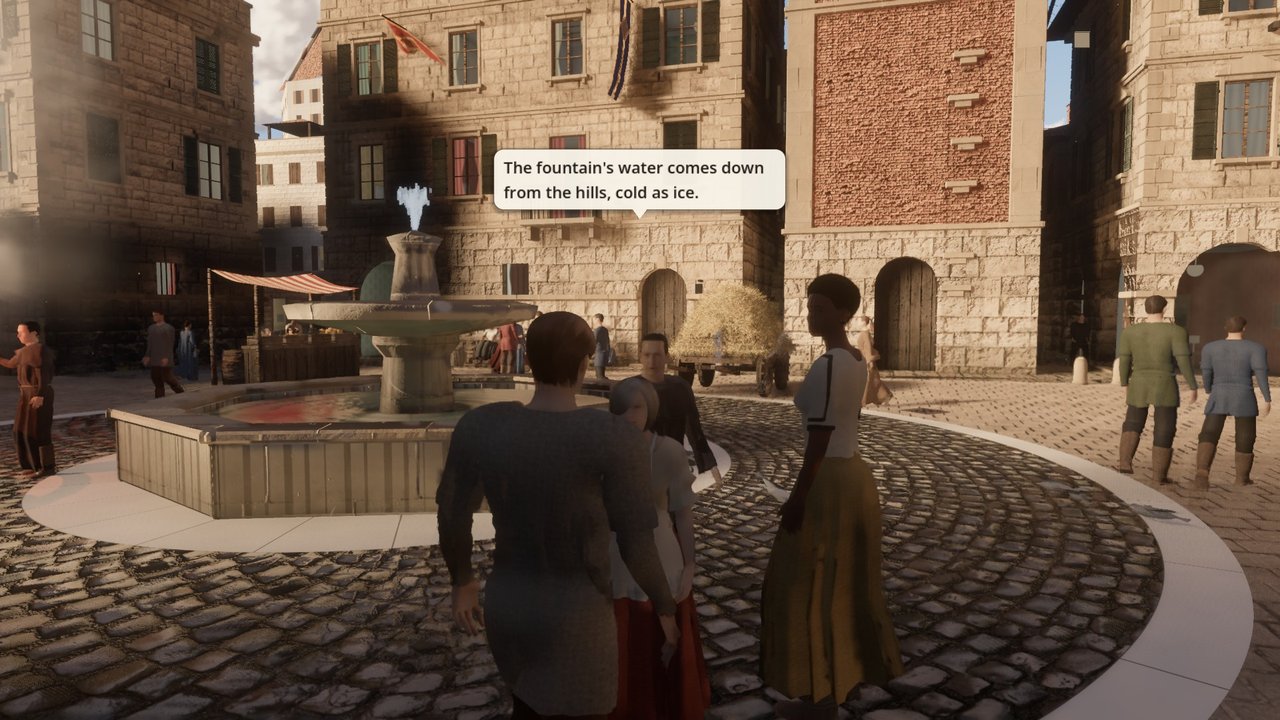 The fountain's water comes down
from the hills, cold as ice.